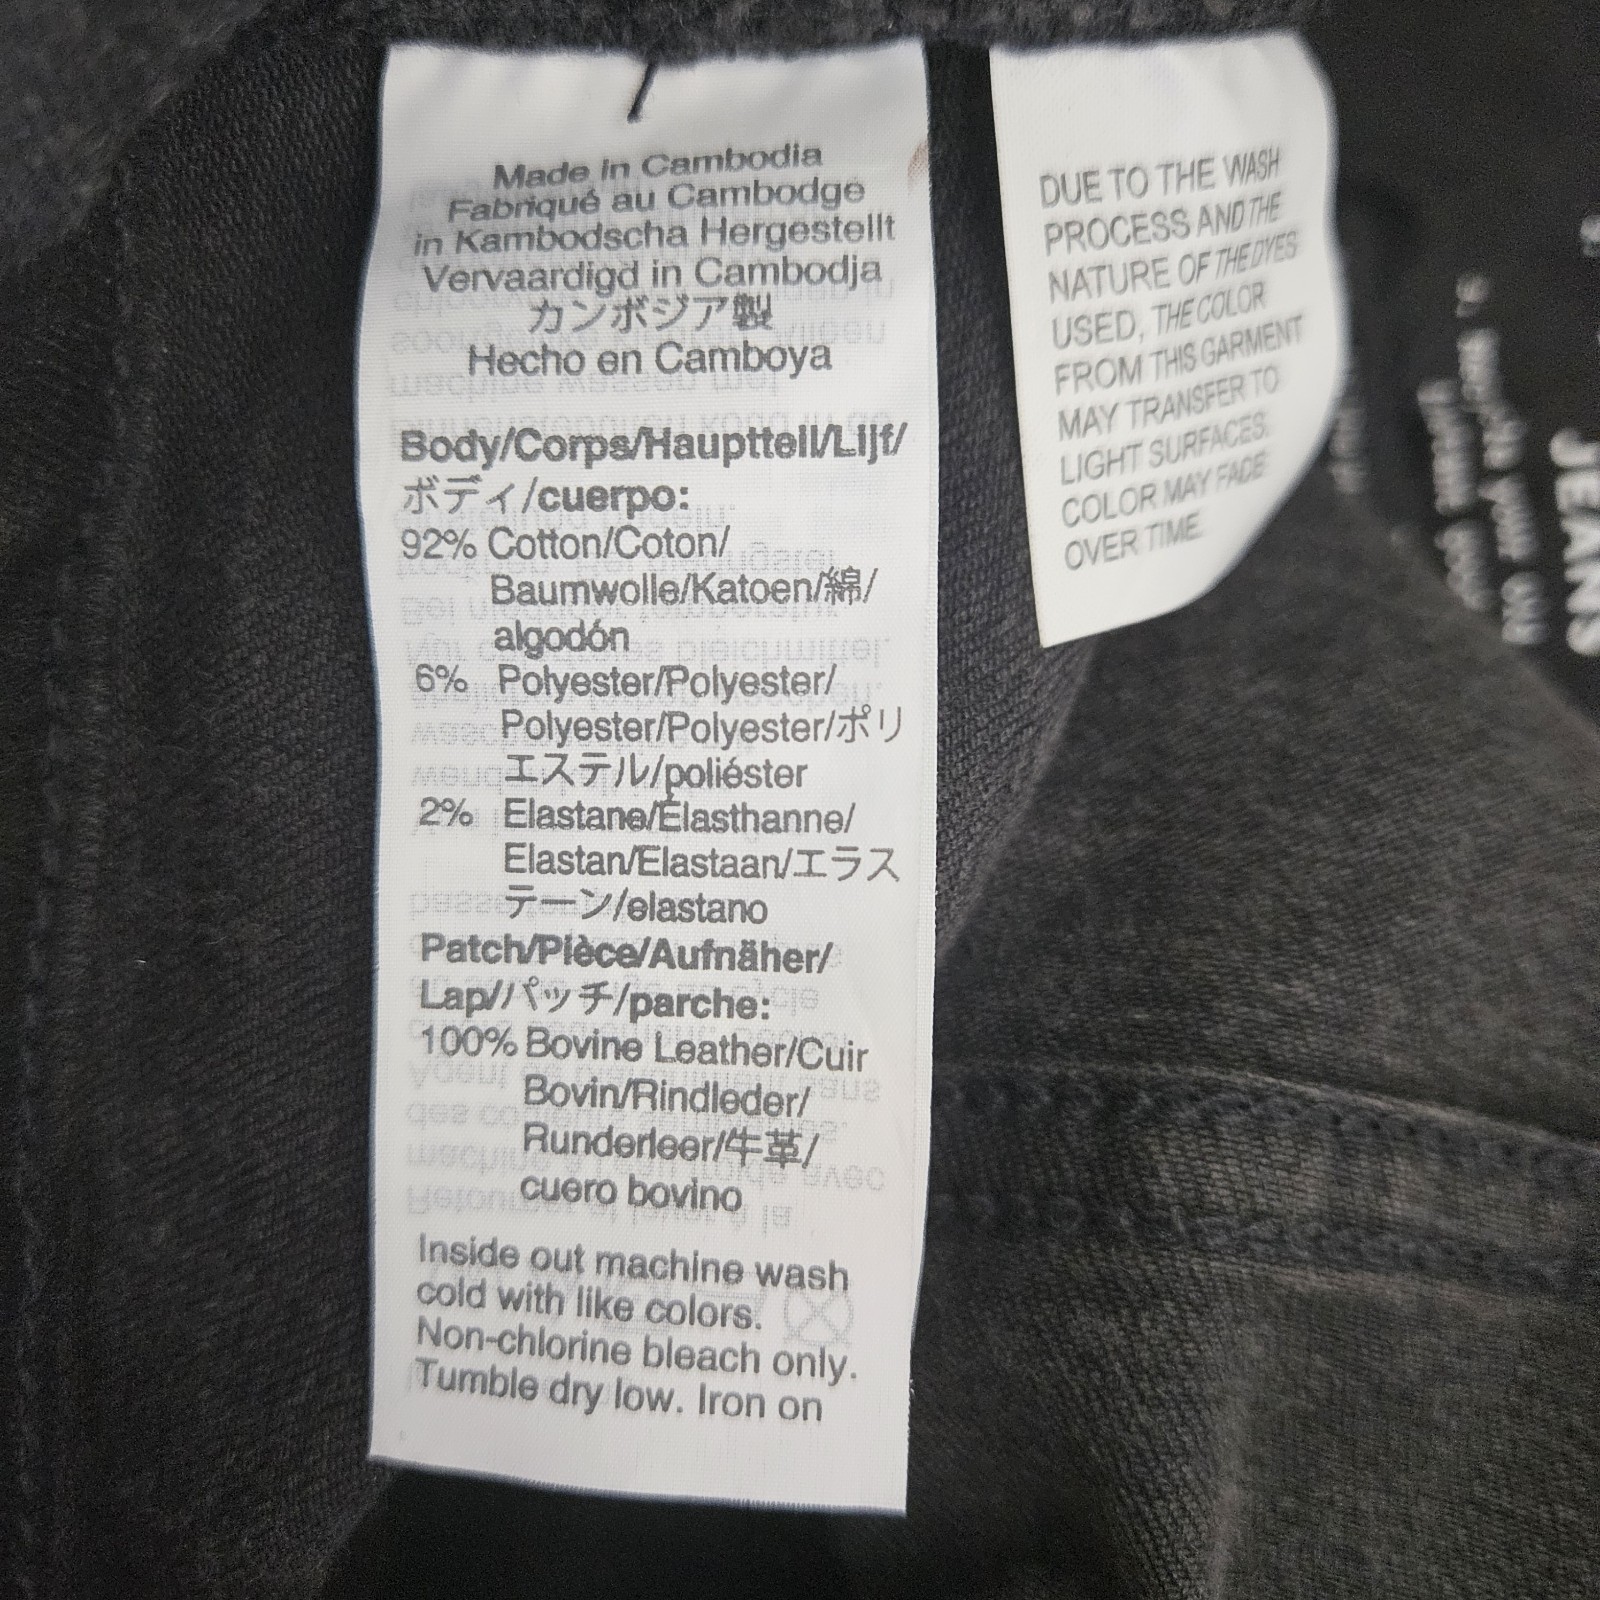 Made in Cambodia
Fabriqué au Cambodge
in Kambodscha Hergestellt
Vervaardigd in Cambodja
カンボジア製
Hecho en Camboya
Body/Corps/Hauptteil/Lijf/
ボディ/cuerpo:
92% Cotton/Coton/
Baumwolle/Katoen/綿/
algodón
6% Polyester/Polyester/
Polyester/Polyester/ポリ
エステル/poliéster
2% Elastane/Élasthanne/
Elastan/Elastaan/エラス
テーン/elastano
Patch/Pièce/Aufnäher/
Lap/パッチ/parche:
100% Bovine Leather/Cuir
Bovin/Rindleder/
Runderleer/牛革/
cuero bovino
Inside out machine wash
cold with like colors.
Non-chlorine bleach only.
Tumble dry low. Iron on
DUE TO THE WASH
PROCESS AND THE
NATURE OF THE DYES
USED, THE COLOR
FROM THIS GARMENT
MAY TRANSFER TO
LIGHT SURFACES.
COLOR MAY FADE
OVER TIME.
JEANS